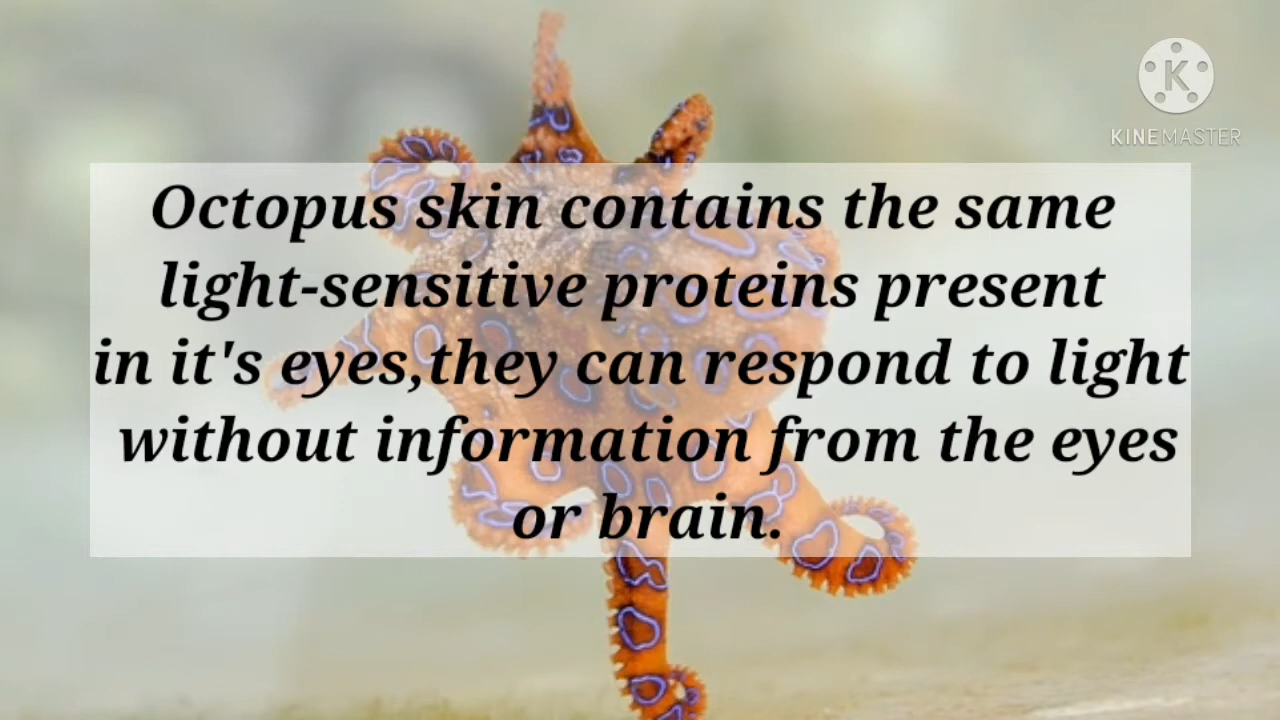 K
KINEMASTER
Octopus skin contains the same
light-sensitive proteins present
in it's eyes,they can respond to light
without information from the eyes
or brain.